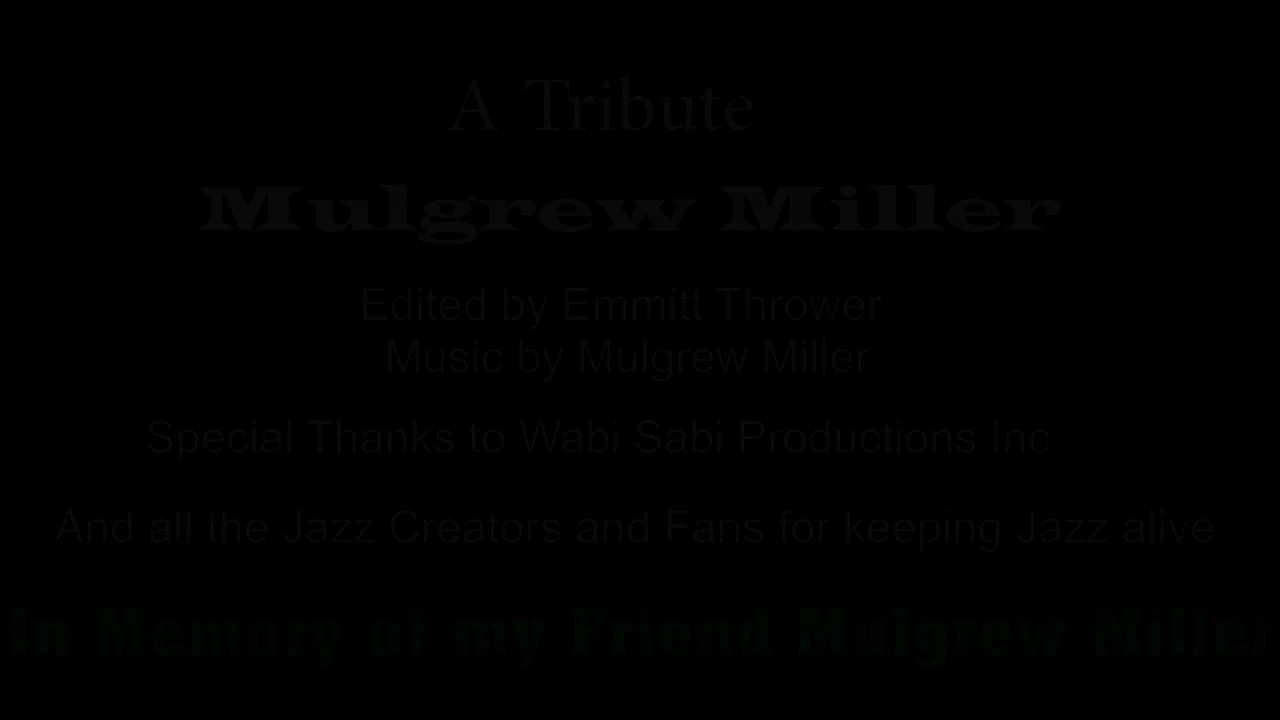 A Tribute
Mulgrew Miller
Edited by Emmitt Thrower
Music by Mulgrew Miller
Special Thanks to Wabi Sabi Productions Inc
And all the Jazz Creators and Fans for keeping Jazz alive
In Memory of my Friend Mulgrew Miller